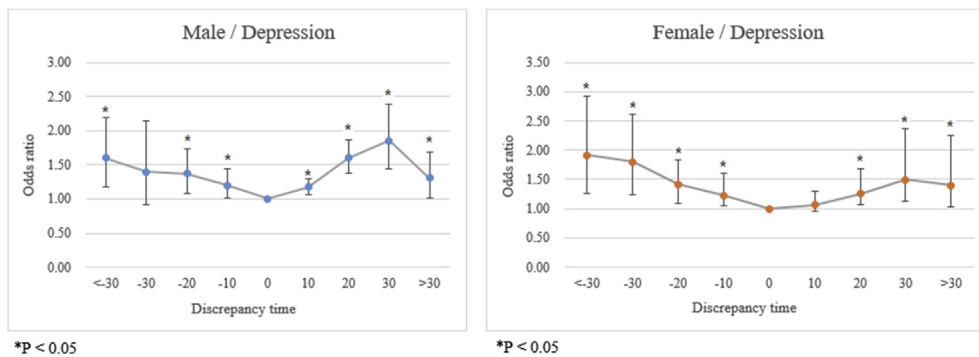 Male / Depression
3.00
2.50
2.00
1.50
1.00
0.50
0.00
Odds ratio
* * * * * * *
<-30 -30 -20 -10 0 10 20 30 >30
Discrepancy time
*P < 0.05
Female / Depression
3.50
3.00
2.50
2.00
1.50
1.00
0.50
0.00
Odds ratio
* * * * * * *
<-30 -30 -20 -10 0 10 20 30 >30
Discrepancy time
*P < 0.05